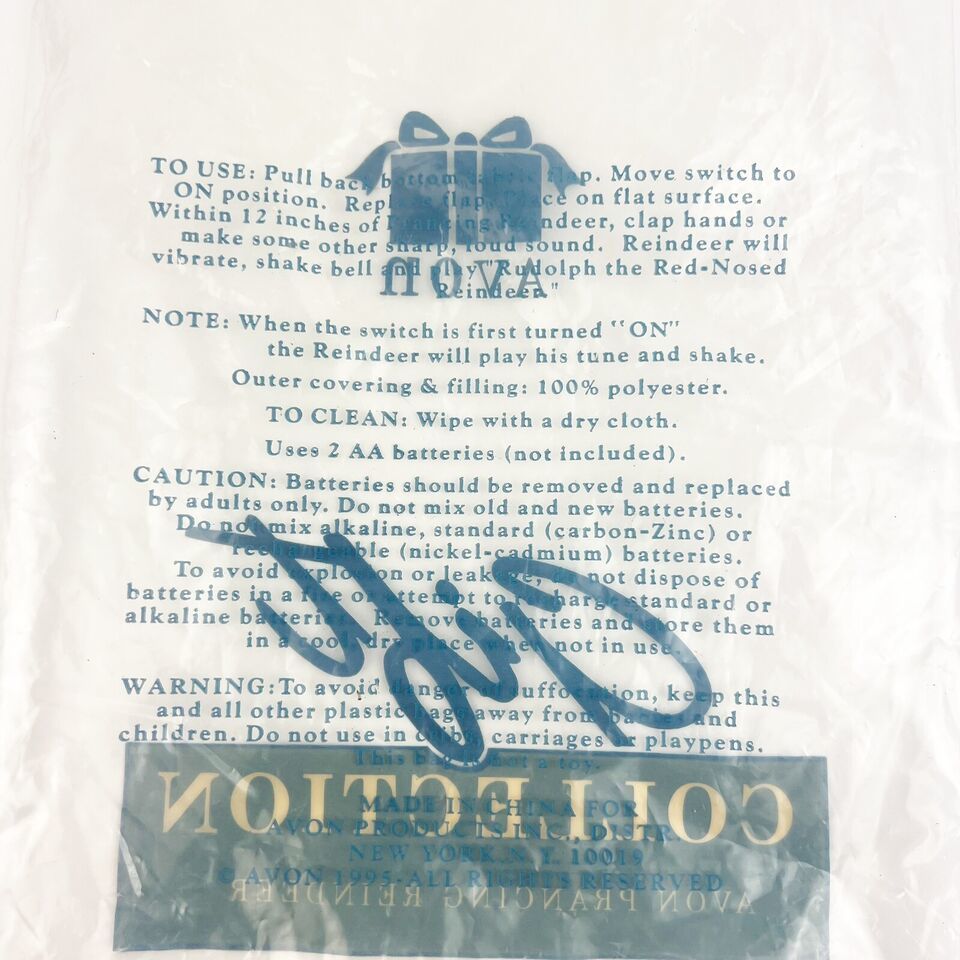 TO USE: Pull back bottom fabric flap. Move switch to
ON position. Replace flap. Place on flat surface.
Within 12 inches of Prancing Reindeer, clap hands or
make some other sharp, loud sound. Reindeer will
vibrate, shake bell and play "Rudolph the Red-Nosed
Reindeer."
AVON
NOTE: When the switch is first turned "ON"
the Reindeer will play his tune and shake.
Outer covering & filling: 100% polyester.
TO CLEAN: Wipe with a dry cloth.
Uses 2 AA batteries (not included).
CAUTION: Batteries should be removed and replaced
by adults only. Do not mix old and new batteries.
Do not mix alkaline, standard (carbon-Zinc) or
rechargeable (nickel-cadmium) batteries.
To avoid explosion or leakage, do not dispose of
batteries in a fire or attempt to recharge standard or
alkaline batteries. Remove batteries and store them
in a cool, dry place when not in use.
WARNING: To avoid danger of suffocation, keep this
and all other plastic bags away from babies and
children. Do not use in cribs, carriages or playpens.
This bag is not a toy.
COLLECTION
MADE IN CHINA FOR
AVON PRODUCTS INC., DISTR.
NEW YORK, N.Y. 10019
© AVON 1995-ALL RIGHTS RESERVED
AVON PRANCING REINDEER